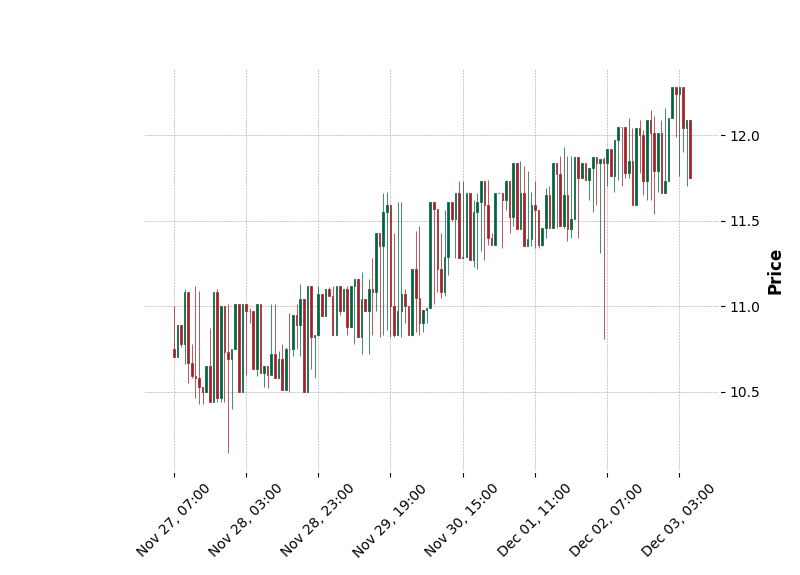 12.0
11.5
11.0
10.5
Price
Nov 27, 07:00
Nov 28, 03:00
Nov 28, 23:00
Nov 29, 19:00
Nov 30, 15:00
Dec 01, 11:00
Dec 02, 07:00
Dec 03, 03:00